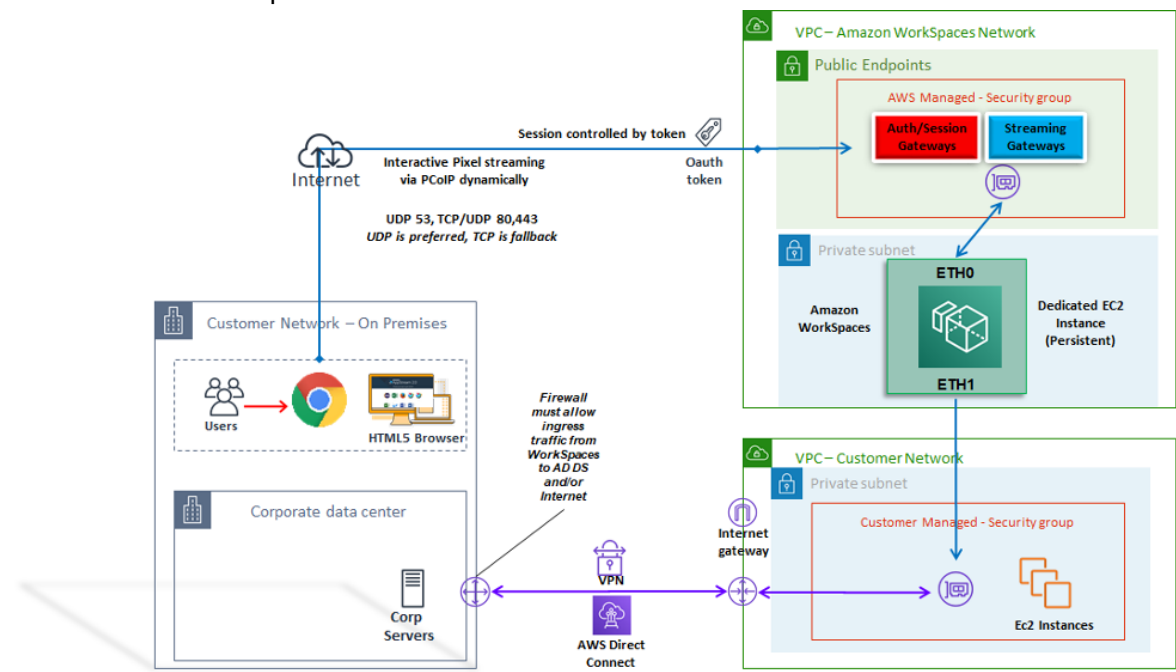 VPC – Amazon WorkSpaces Network
Public Endpoints
AWS Managed - Security group
Auth/Session
Gateways
Streaming
Gateways
Session controlled by token
Oauth
token
Internet
Interactive Pixel streaming
via PCoIP dynamically
UDP 53, TCP/UDP 80,443
UDP is preferred, TCP is fallback
Private subnet
ETH0
Amazon
WorkSpaces
Dedicated EC2
Instance
(Persistent)
ETH1
Customer Network – On Premises
Users
HTML5 Browser
Firewall
must allow
ingress
traffic from
WorkSpaces
to AD DS
and/or
Internet
Corporate data center
Corp
Servers
VPN
AWS Direct
Connect
Internet
gateway
VPC – Customer Network
Private subnet
Customer Managed - Security group
Ec2 Instances